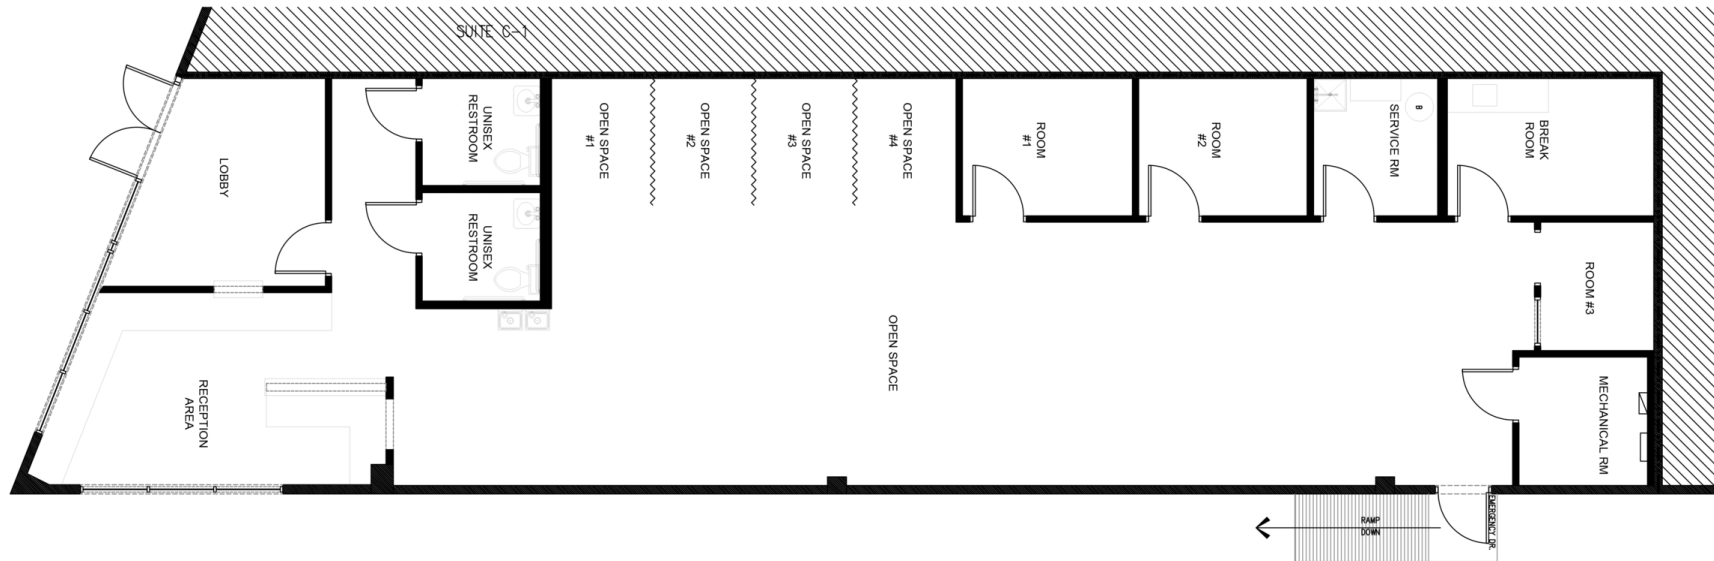 SUITE C-1
LOBBY
UNISEX
RESTROOM
UNISEX
RESTROOM
OPEN SPACE
#1
OPEN SPACE
#2
OPEN SPACE
#3
OPEN SPACE
#4
ROOM
#1
ROOM
#2
SERVICE RM
B
BREAK
ROOM
ROOM #3
OPEN SPACE
RECEPTION
AREA
MECHANICAL RM
RAMP
DOWN
EMERGENCY DR.